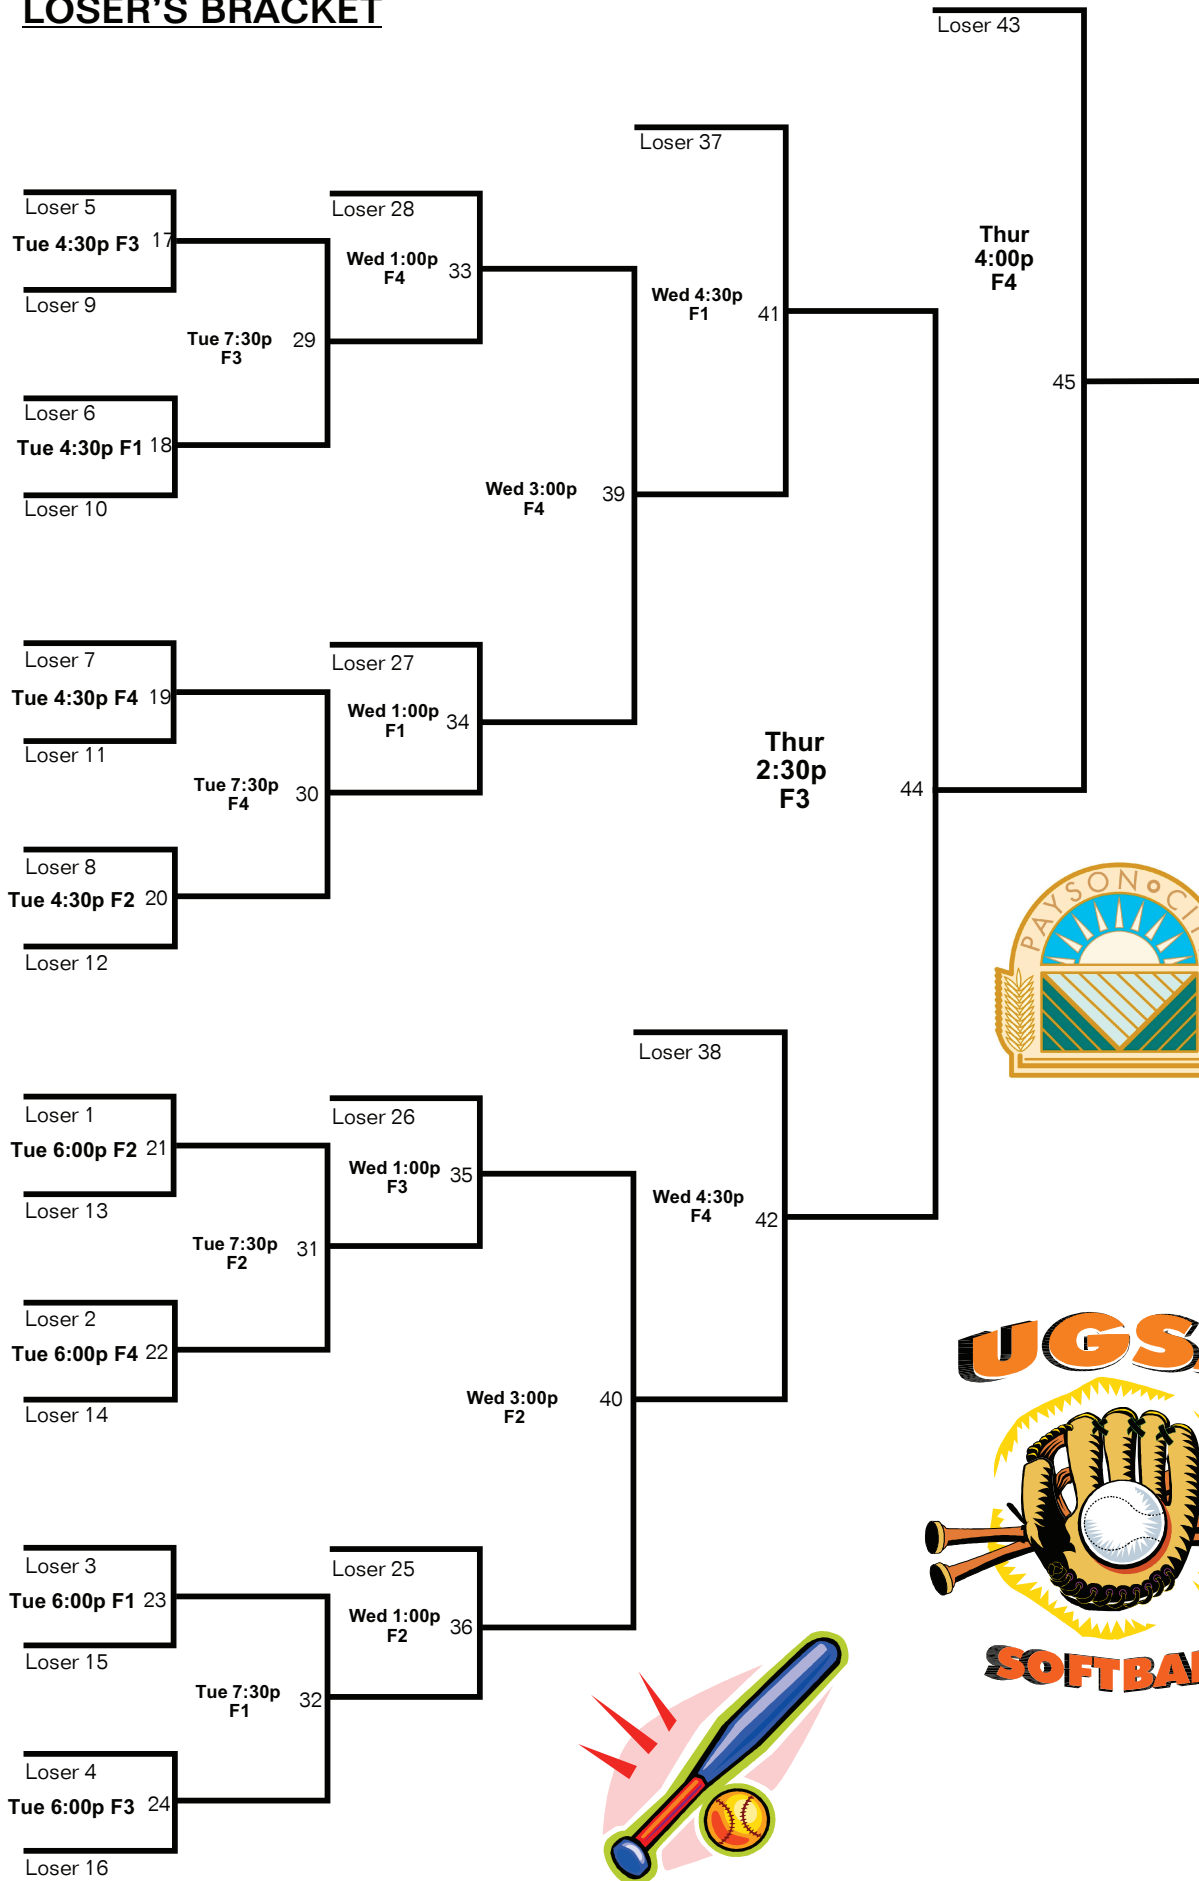 LOSER'S BRACKET
Loser 43
Loser 37
Loser 5
Tue 4:30p F3 17
Loser 9
Loser 28
Wed 1:00p
F4
33
Thur
4:00p
F4
Wed 4:30p
F1
41
Tue 7:30p
F3
29
45
Loser 6
Tue 4:30p F1 18
Loser 10
Wed 3:00p
F4
39
Loser 7
Tue 4:30p F4 19
Loser 11
Loser 27
Wed 1:00p
F1
34
Thur
2:30p
F3
44
Tue 7:30p
F4
30
Loser 8
Tue 4:30p F2 20
Loser 12
PAYSON CI
Loser 38
Loser 1
Tue 6:00p F2 21
Loser 13
Loser 26
Wed 1:00p
F3
35
Wed 4:30p
F4
42
Tue 7:30p
F2
31
Loser 2
Tue 6:00p F4 22
Loser 14
UGS
Wed 3:00p
F2
40
Loser 3
Tue 6:00p F1 23
Loser 15
Loser 25
Wed 1:00p
F2
36
SOFTBA
Tue 7:30p
F1
32
Loser 4
Tue 6:00p F3 24
Loser 16